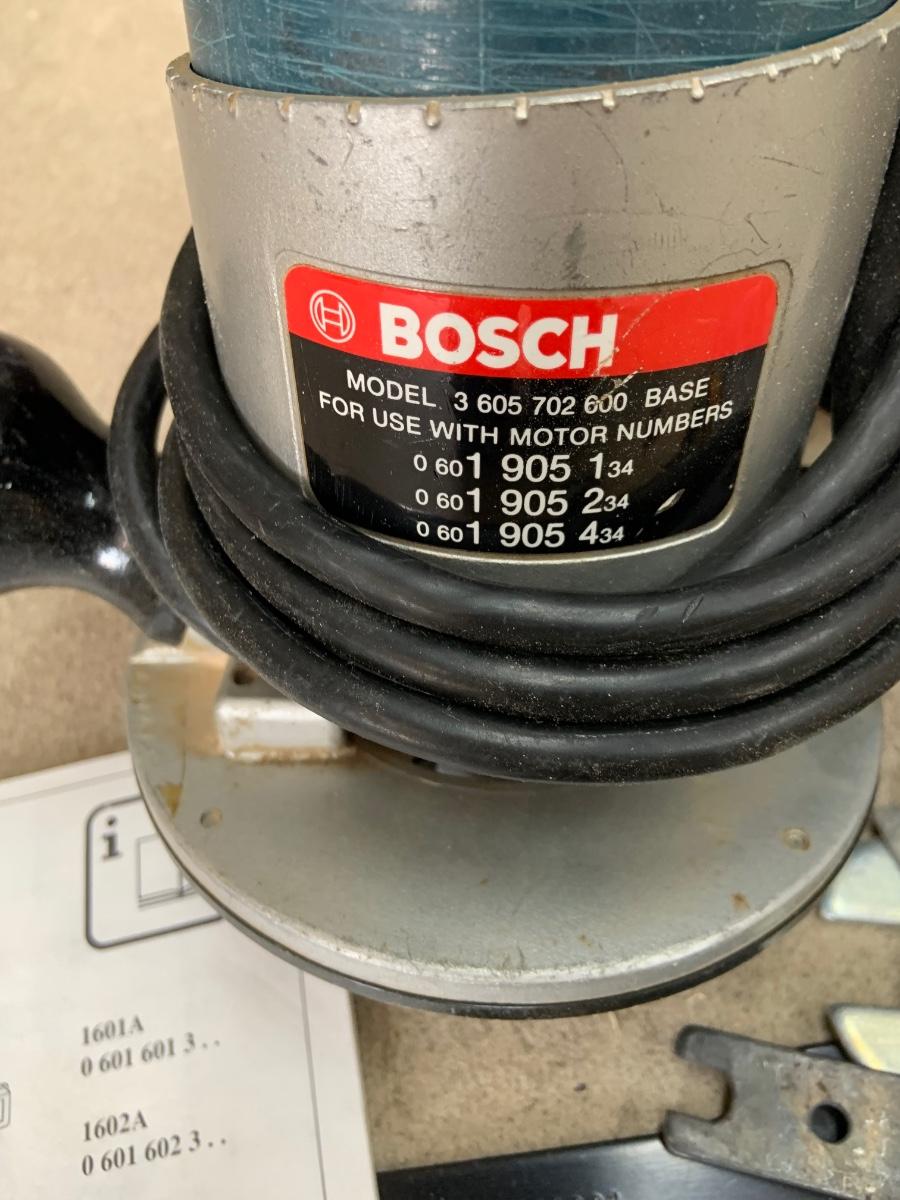 BOSCH
MODEL 3 605 702 600 BASE
FOR USE WITH MOTOR NUMBERS
0 601 905 134
0 601 905 234
0 601 905 434
i
1601A
0 601 601 3 . .
1602A
0 601 602 3 . .